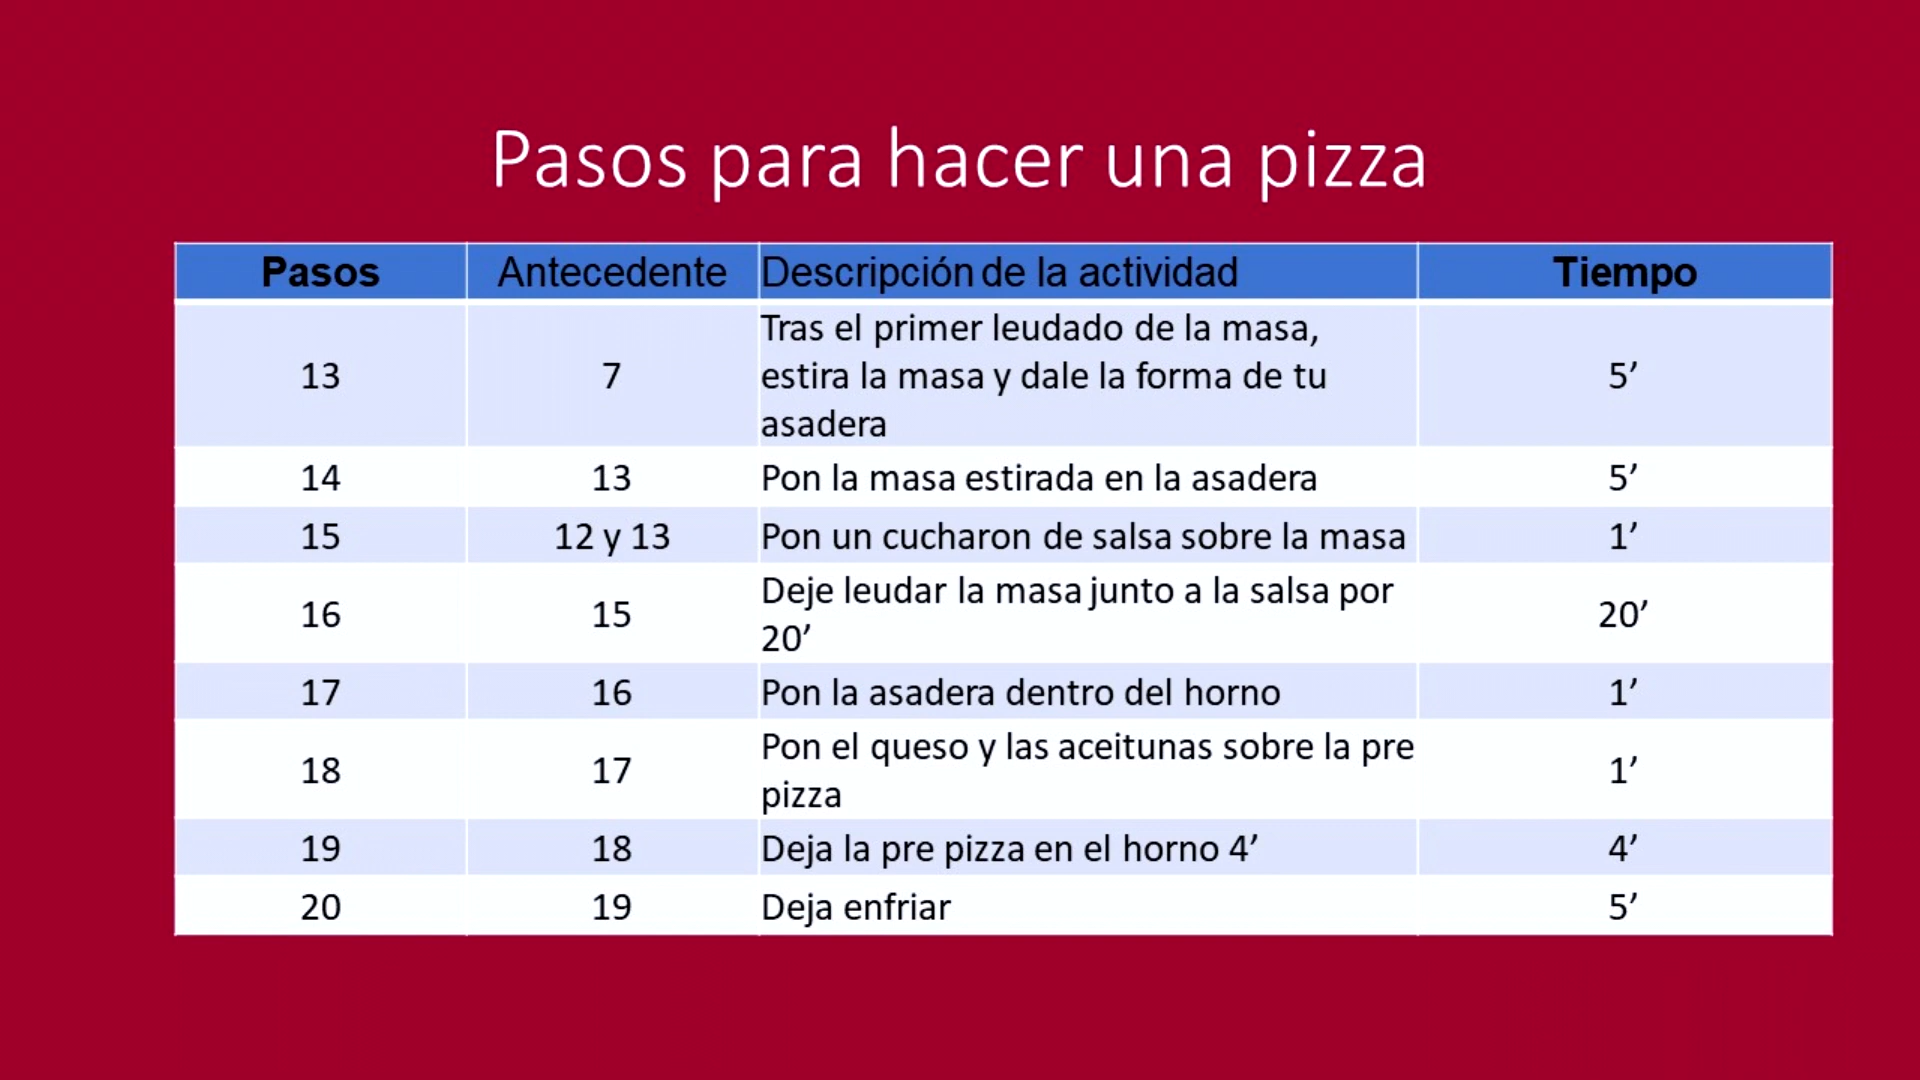 Pasos para hacer una pizza
Pasos Antecedente Descripción de la actividad Tiempo
13 7 Tras el primer leudado de la masa,
estira la masa y dale la forma de tu
asadera 5’
14 13 Pon la masa estirada en la asadera 5’
15 12 y 13 Pon un cucharon de salsa sobre la masa 1’
16 15 Deje leudar la masa junto a la salsa por
20’ 20’
17 16 Pon la asadera dentro del horno 1’
18 17 Pon el queso y las aceitunas sobre la pre
pizza 1’
19 18 Deja la pre pizza en el horno 4’ 4’
20 19 Deja enfriar 5’